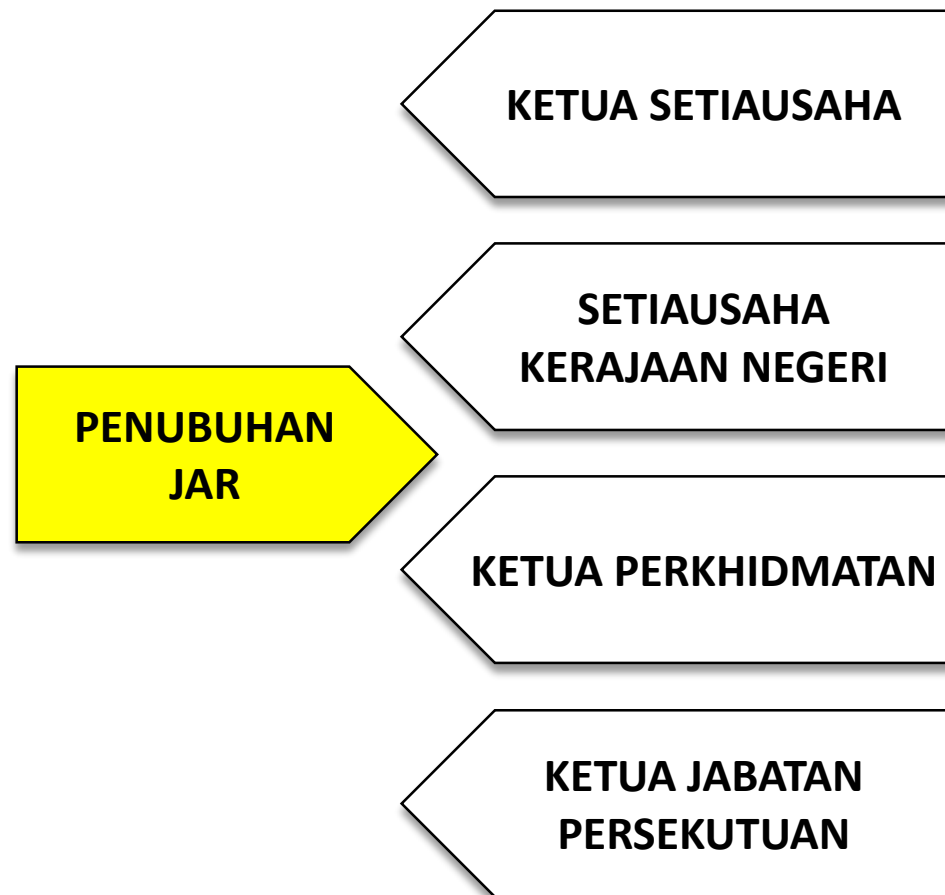 KETUA SETIAUSAHA
SETIAUSAHA
KERAJAAN NEGERI
PENUBUHAN
JAR
KETUA PERKHIDMATAN
KETUA JABATAN
PERSEKUTUAN